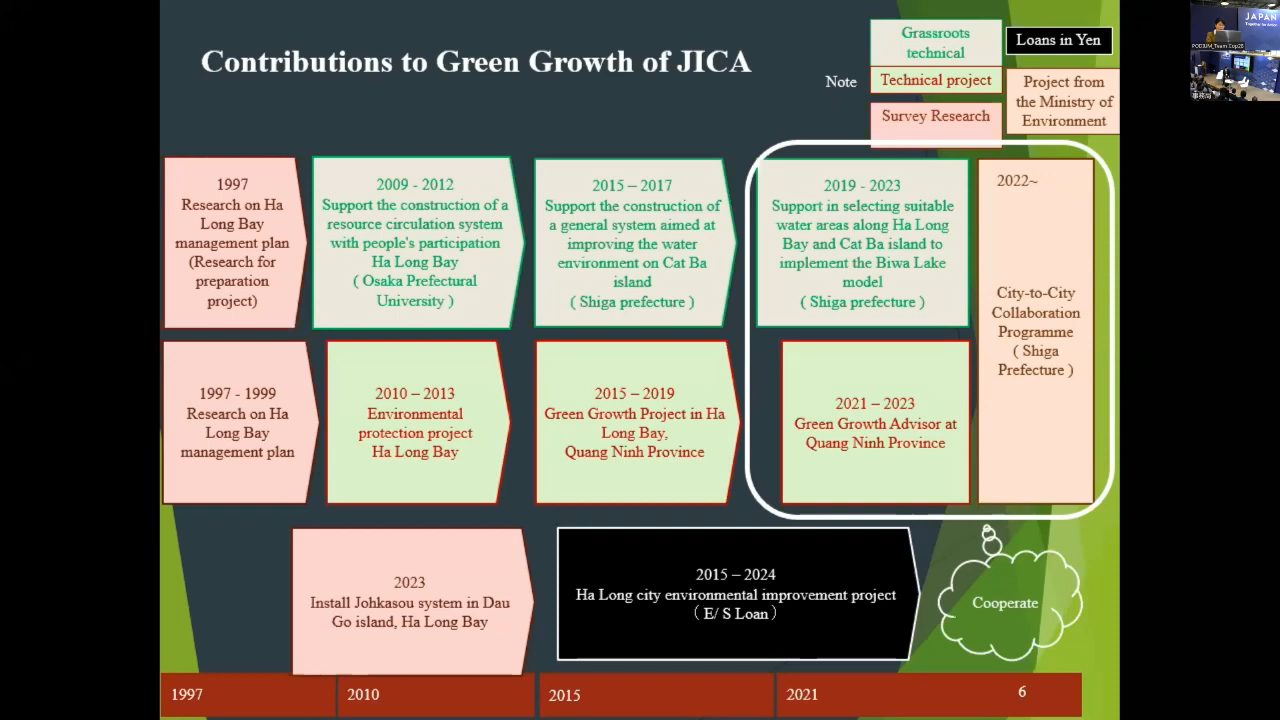 Contributions to Green Growth of JICA
Note
Grassroots
technical
Technical project
Survey Research
Loans in Yen
Project from
the Ministry of
Environment
JAPAN
PODIUM_Team Cop28
事務局
1997
Research on Ha
Long Bay
management plan
(Research for
preparation
project)
2009 - 2012
Support the construction of a
resource circulation system
with people's participation
Ha Long Bay
( Osaka Prefectural
University )
2015 – 2017
Support the construction of
a general system aimed at
improving the water
environment on Cat Ba
island
( Shiga prefecture )
2019 - 2023
Support in selecting suitable
water areas along Ha Long
Bay and Cat Ba island to
implement the Biwa Lake
model
( Shiga prefecture )
2022~
City-to-City
Collaboration
Programme
( Shiga
Prefecture )
1997 - 1999
Research on Ha
Long Bay
management plan
2010 – 2013
Environmental
protection project
Ha Long Bay
2015 – 2019
Green Growth Project in Ha
Long Bay,
Quang Ninh Province
2021 – 2023
Green Growth Advisor at
Quang Ninh Province
2023
Install Johkasou system in Dau
Go island, Ha Long Bay
2015 – 2024
Ha Long city environmental improvement project
( E/ S Loan )
Cooperate
1997
2010
2015
2021
6